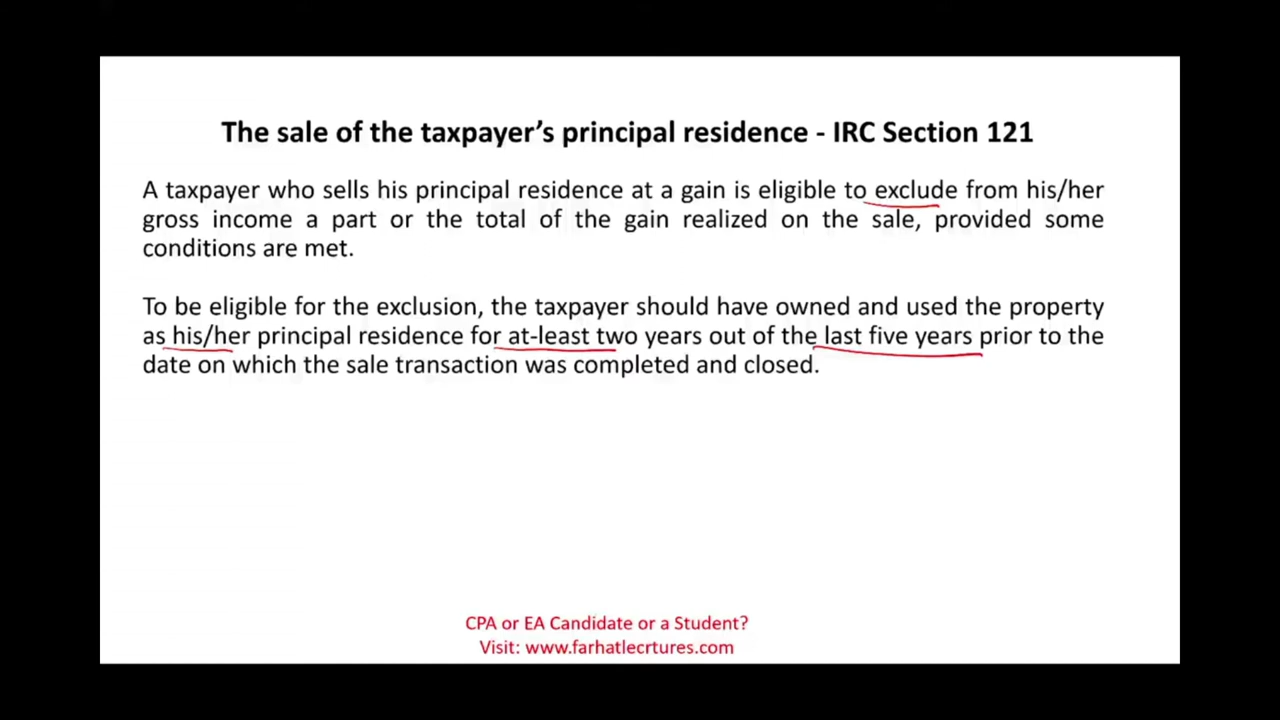 The sale of the taxpayer’s principal residence - IRC Section 121
A taxpayer who sells his principal residence at a gain is eligible to exclude from his/her
gross income a part or the total of the gain realized on the sale, provided some
conditions are met.
To be eligible for the exclusion, the taxpayer should have owned and used the property
as his/her principal residence for at-least two years out of the last five years prior to the
date on which the sale transaction was completed and closed.
CPA or EA Candidate or a Student?
Visit: www.farhatlecrtures.com